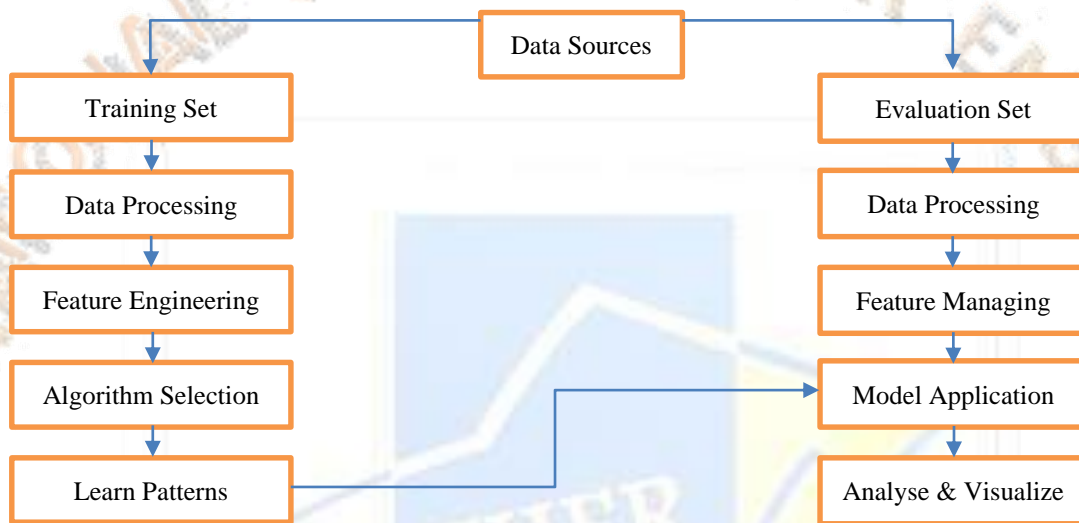 Data Sources
Training Set
Evaluation Set
Data Processing
Data Processing
Feature Engineering
Feature Managing
Algorithm Selection
Model Application
Learn Patterns
Analyse & Visualize